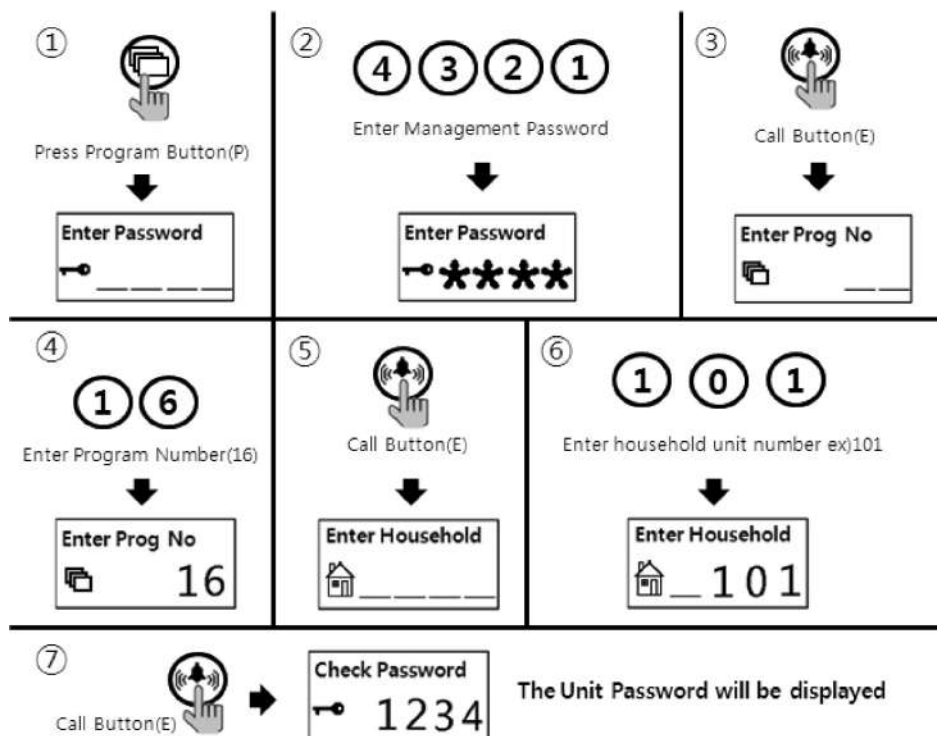 ①
Press Program Button(P)
Enter Password
_ _ _ _
②
4 3 2 1
Enter Management Password
Enter Password
③
Call Button(E)
Enter Prog No
_ _
④
1 6
Enter Program Number(16)
Enter Prog No
16
⑤
Call Button(E)
Enter Household
_ _ _ _
⑥
1 0 1
Enter household unit number ex)101
Enter Household
_ 1 0 1
⑦
Call Button(E)
Check Password
1234
The Unit Password will be displayed